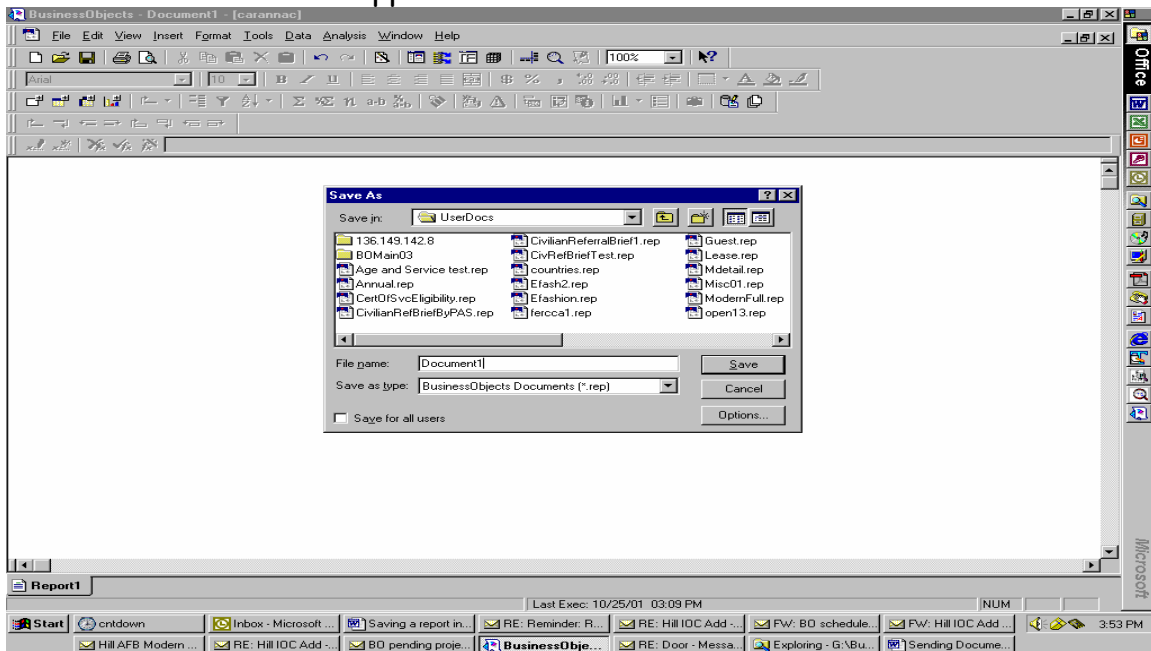 BusinessObjects - Document1 - [carannac]
File Edit View Insert Format Tools Data Analysis Window Help
100%
Arial
10
B I U
Save As
Save in:
UserDocs
136.149.142.8
BOMain03
Age and Service test.rep
Annual.rep
CertOfSvcEligibility.rep
CivilianRefBriefByPAS.rep
CivilianReferralBrief1.rep
CivRefBriefTest.rep
countries.rep
Efash2.rep
Efashion.rep
fercca1.rep
Guest.rep
Lease.rep
Mdetail.rep
Misc01.rep
ModernFull.rep
open13.rep
File name:
Document1
Save
Save as type:
BusinessObjects Documents (*.rep)
Cancel
Save for all users
Options...
Office
Microsoft
Report1
Last Exec: 10/25/01 03:09 PM
NUM
Start
cntdown
Inbox - Microsoft ...
Saving a report in...
RE: Reminder: R...
RE: Hill IOC Add -...
FW: BO schedule...
FW: Hill IOC Add ...
3:53 PM
Hill AFB Modern ...
RE: Hill IOC Add -...
BO pending proje...
BusinessObje...
RE: Door - Messa...
Exploring - G:\Bu...
Sending Docume...